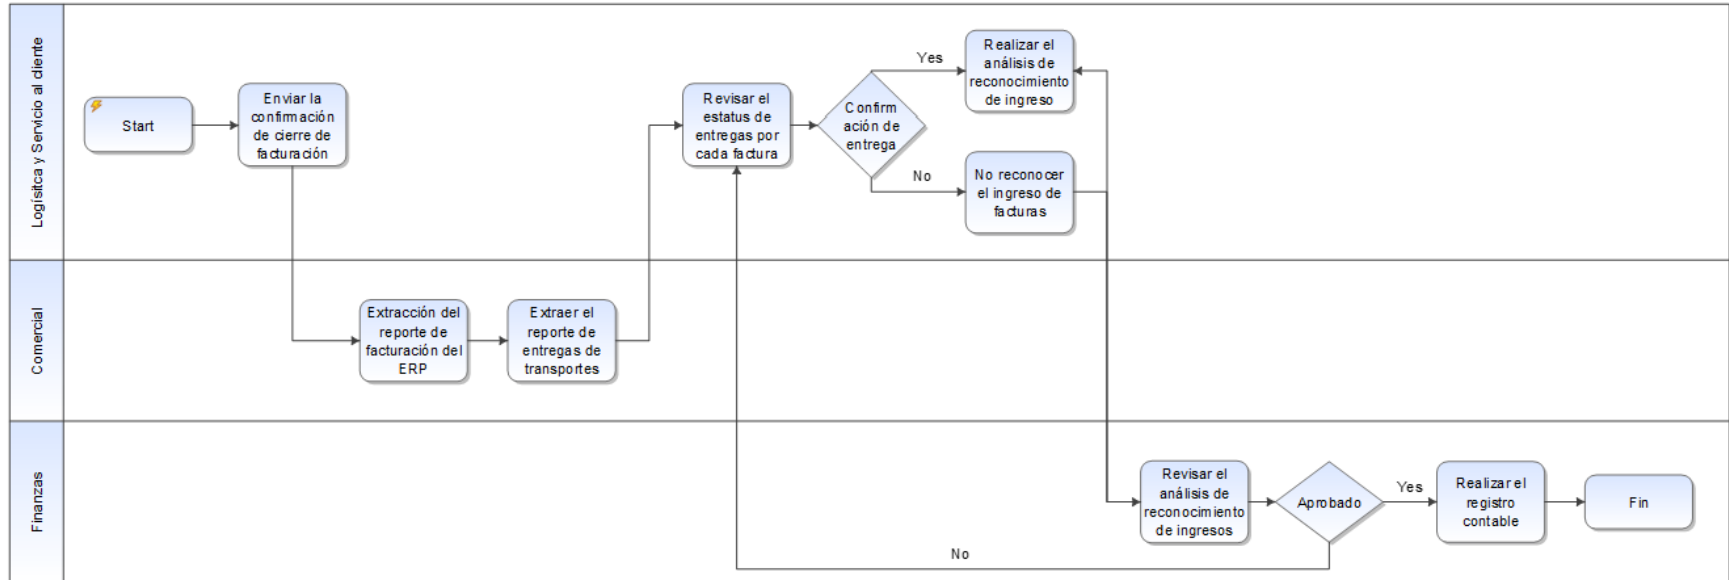 Logísitca y Servicio al cliente
Start
Enviar la
confirmación
de cierre de
facturación
Revisar el
estatus de
entregas por
cada factura
Confirm
ación de
entrega
Yes
Realizar el
análisis de
reconocimiento
de ingreso
No
No reconocer
el ingreso de
facturas
Comercial
Extracción del
reporte de
facturación del
ERP
Extraer el
reporte de
entregas de
transportes
Finanzas
Revisar el
análisis de
reconocimiento
de ingresos
Aprobado
Yes
Realizar el
registro
contable
Fin
No